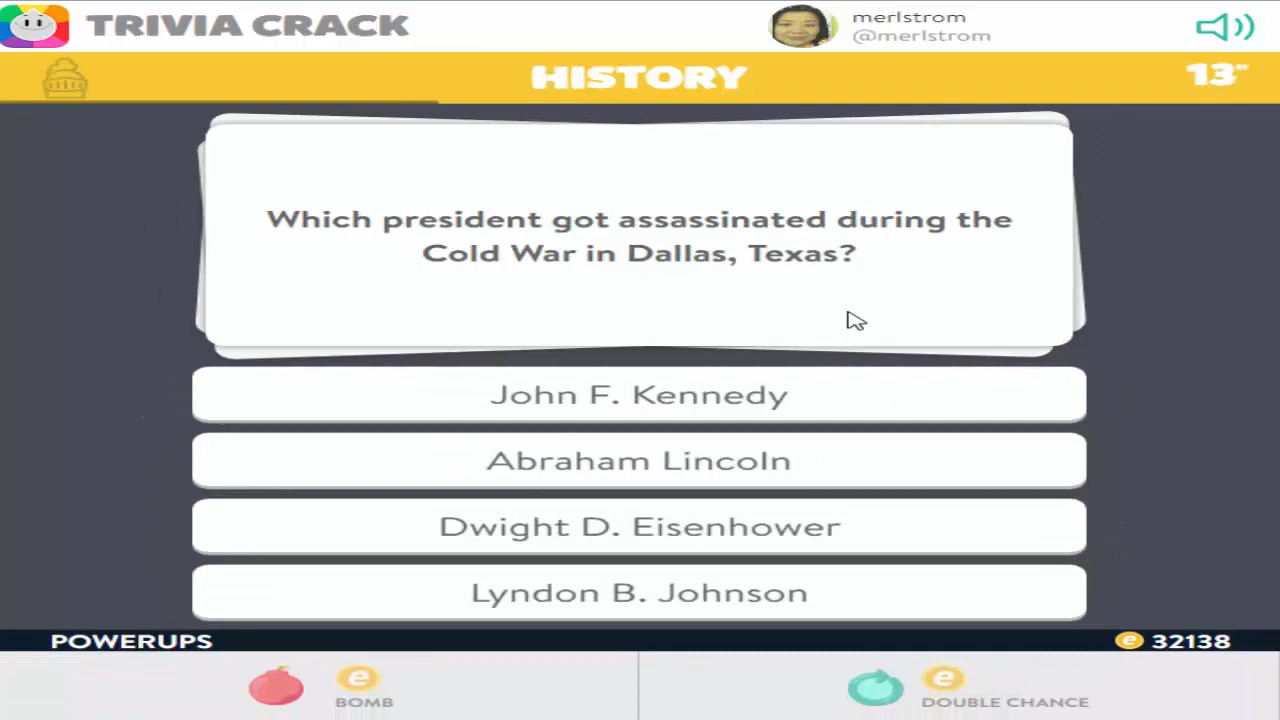 TRIVIA CRACK
merlstrom
@merlstrom
HISTORY
13"
Which president got assassinated during the
Cold War in Dallas, Texas?
John F. Kennedy
Abraham Lincoln
Dwight D. Eisenhower
Lyndon B. Johnson
POWERUPS
e 32138
e
BOMB
e
DOUBLE CHANCE